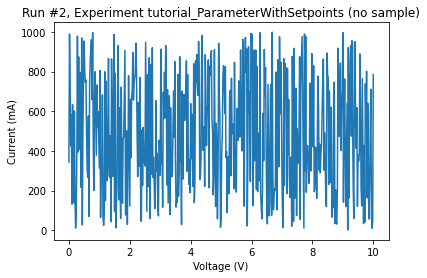 Run #2, Experiment tutorial_ParameterWithSetpoints (no sample)
1000
800
600
400
200
0
Current (mA)
0 2 4 6 8 10
Voltage (V)